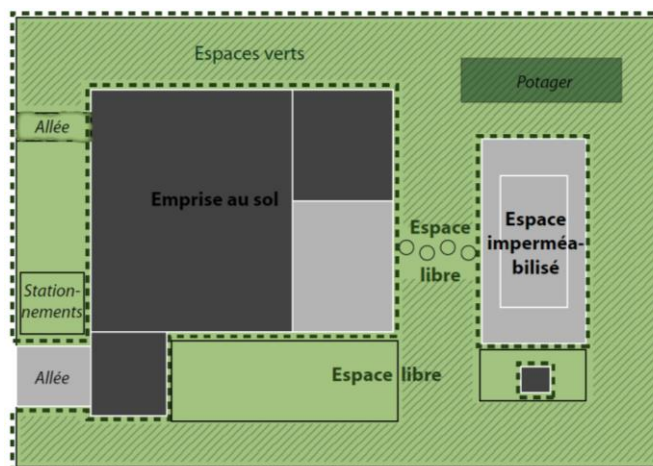 Espaces verts
Potager
Allée
Emprise au sol
Espace
libre
Espace
imperméa-
bilisé
Station-
nements
Allée
Espace libre